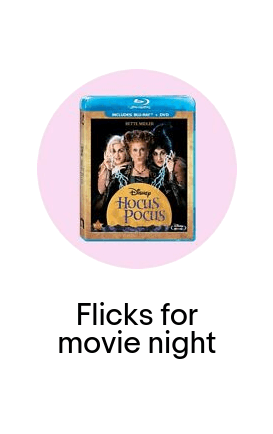 INCLUDES BLU-RAY + DVD
BETTE MIDLER
Disney
HOCUS
POCUS
Flicks for
movie night